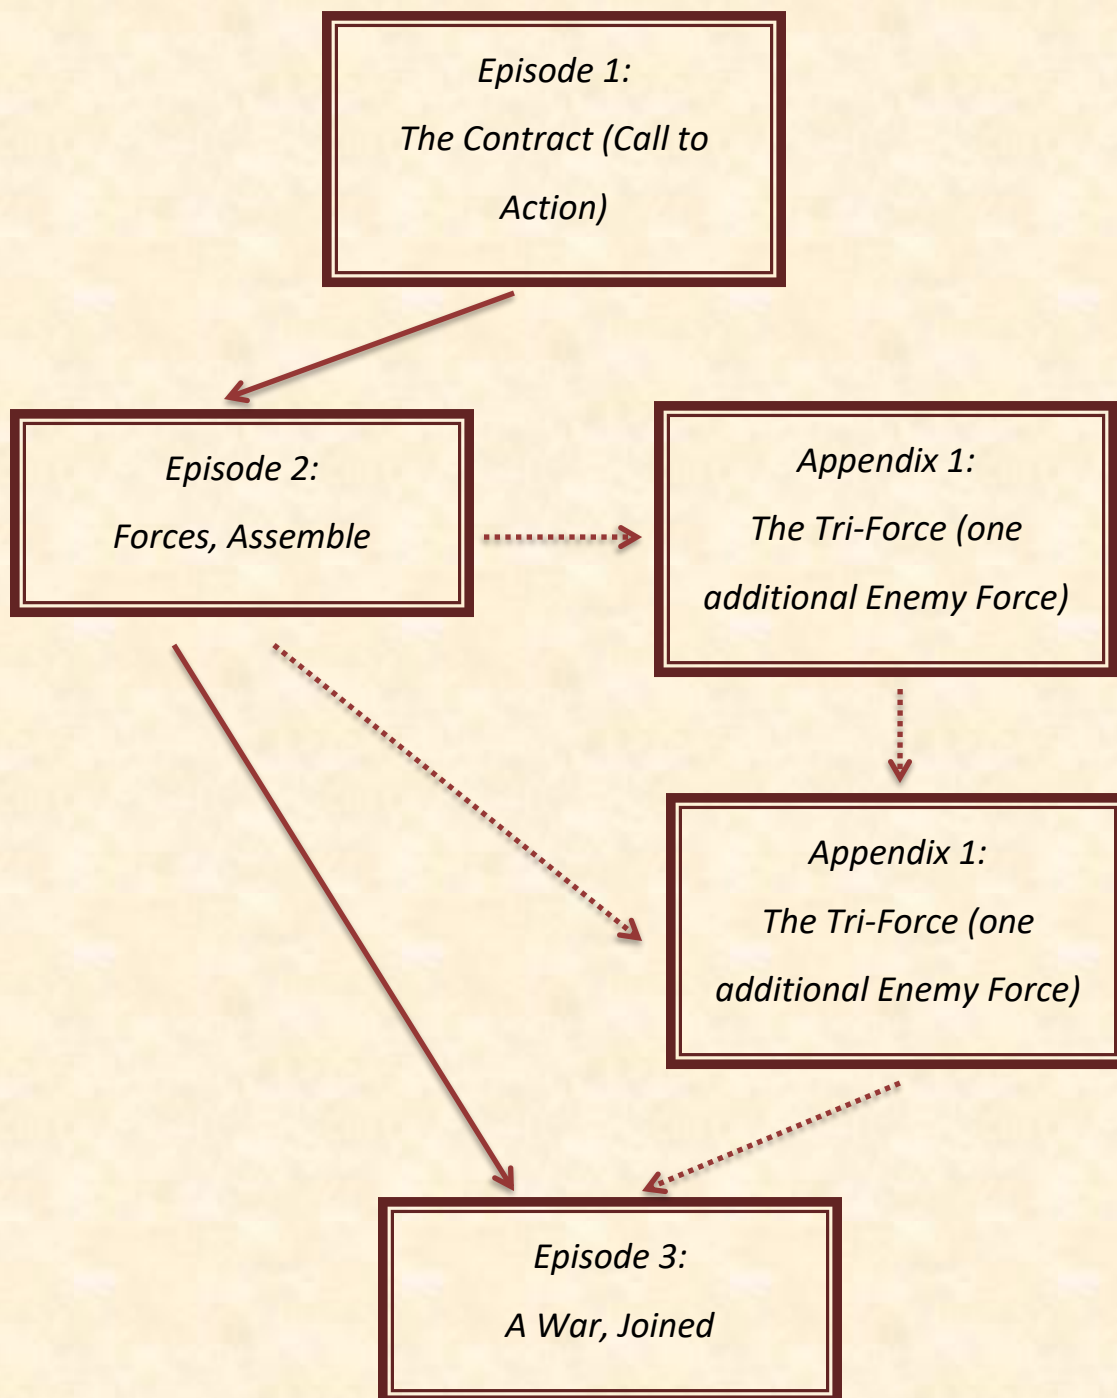 Episode 1:
The Contract (Call to
Action)
Episode 2:
Forces, Assemble
Appendix 1:
The Tri-Force (one
additional Enemy Force)
Appendix 1:
The Tri-Force (one
additional Enemy Force)
Episode 3:
A War, Joined